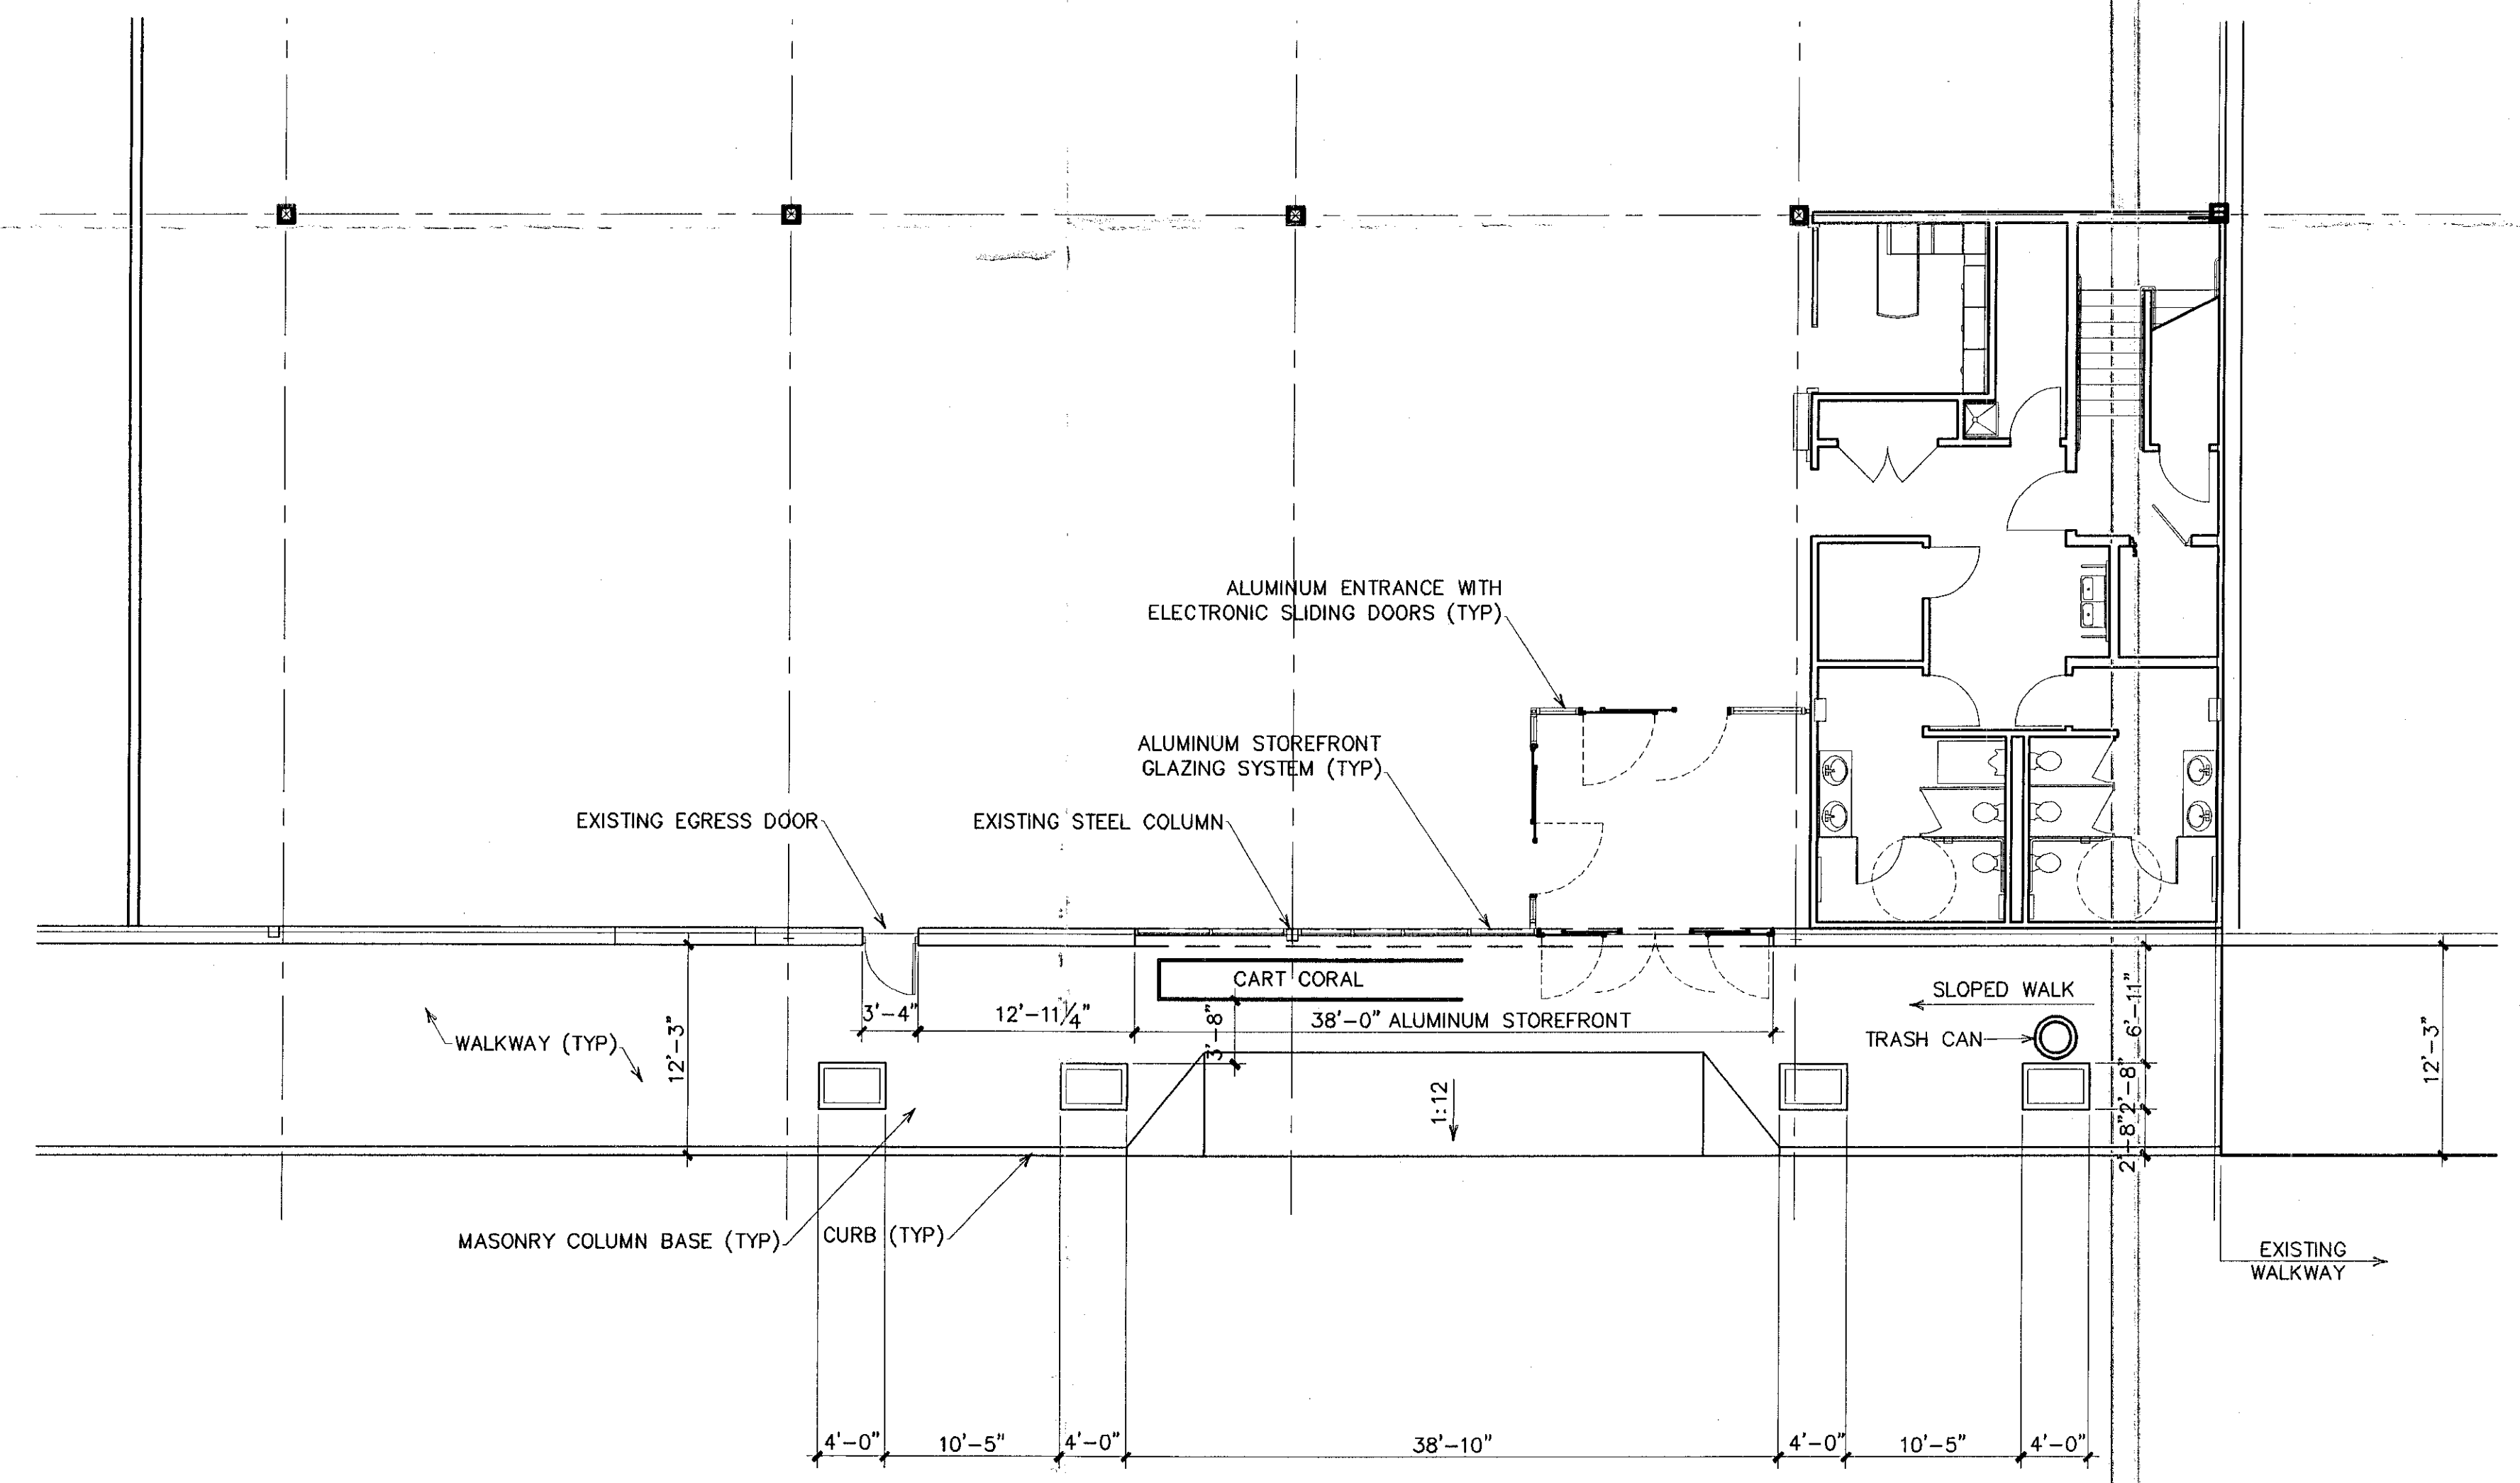 ALUMINUM ENTRANCE WITH
ELECTRONIC SLIDING DOORS (TYP)
ALUMINUM STOREFRONT
GLAZING SYSTEM (TYP)
EXISTING EGRESS DOOR
EXISTING STEEL COLUMN
CART CORAL
SLOPED WALK
3'-4"
12'-11 1/4"
3'-8"
38'-0" ALUMINUM STOREFRONT
TRASH CAN
6'-11"
WALKWAY (TYP)
12'-3"
12'-3"
2'-8"
1:12
2'-8"
MASONRY COLUMN BASE (TYP)
CURB (TYP)
EXISTING
WALKWAY
4'-0"
10'-5"
4'-0"
38'-10"
4'-0"
10'-5"
4'-0"